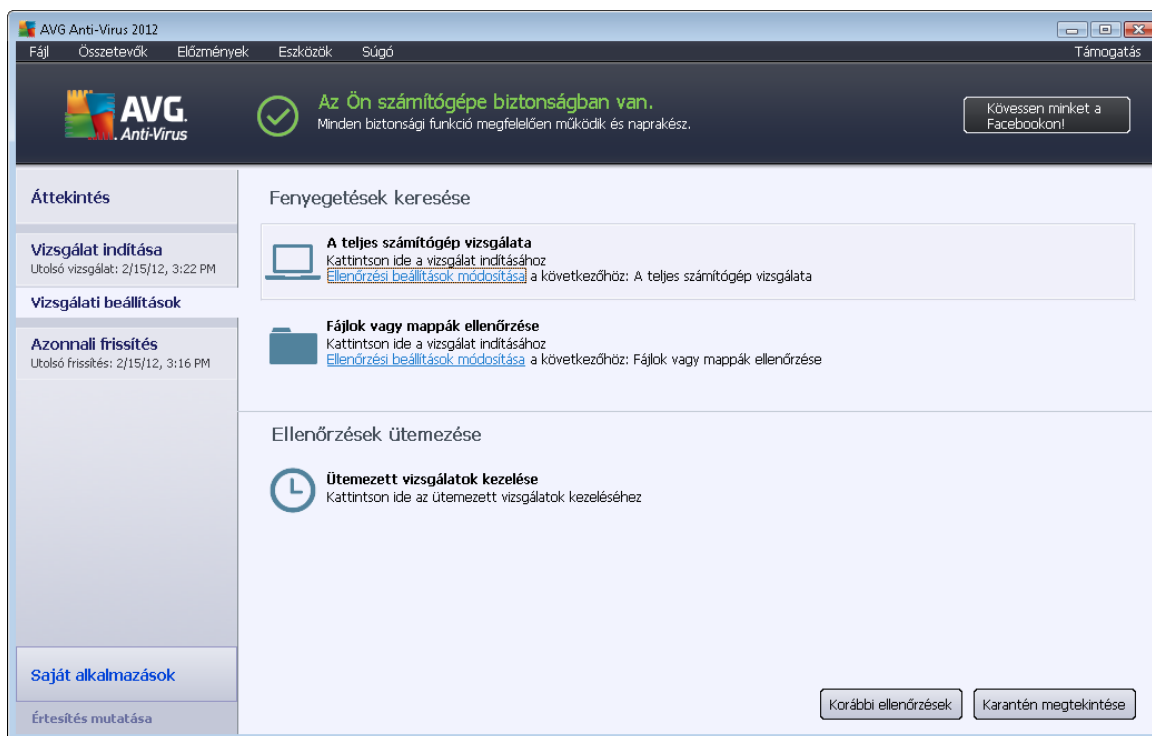 AVG Anti-Virus 2012
Fájl Összetevők Előzmények Eszközök Súgó Támogatás
AVG.
Anti-Virus
Az Ön számítógépe biztonságban van.
Minden biztonsági funkció megfelelően működik és naprakész.
Kövessen minket a
Facebookon!
Áttekintés
Vizsgálat indítása
Utolsó vizsgálat: 2/15/12, 3:22 PM
Vizsgálati beállítások
Azonnali frissítés
Utolsó frissítés: 2/15/12, 3:16 PM
Saját alkalmazások
Értesítés mutatása
Fenyegetések keresése
A teljes számítógép vizsgálata
Kattintson ide a vizsgálat indításához
Ellenőrzési beállítások módosítása a következőhöz: A teljes számítógép vizsgálata
Fájlok vagy mappák ellenőrzése
Kattintson ide a vizsgálat indításához
Ellenőrzési beállítások módosítása a következőhöz: Fájlok vagy mappák ellenőrzése
Ellenőrzések ütemezése
Ütemezett vizsgálatok kezelése
Kattintson ide az ütemezett vizsgálatok kezeléséhez
Korábbi ellenőrzések
Karantén megtekintése